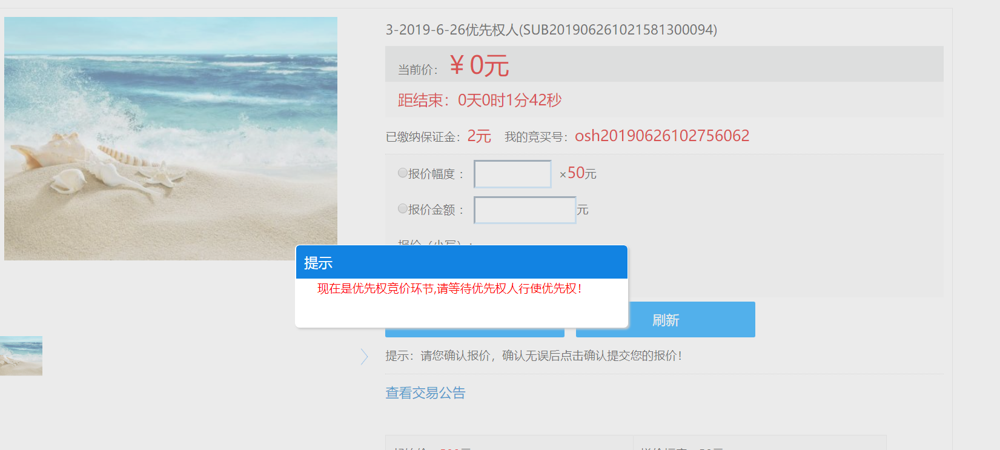 3-2019-6-26优先权人(SUB201906261021581300094)
当前价： ￥0元
距结束：0天0时1分42秒
已缴纳保证金：2元 我的竞买号：osh20190626102756062
报价幅度： ×50元
报价金额： 元
报价（小写）：
提示
现在是优先权竞价环节,请等待优先权人行使优先权！
刷新
提示：请您确认报价，确认无误后点击确认提交您的报价！
查看交易公告